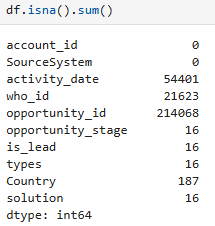 df.isna().sum()
account_id 0
SourceSystem 0
activity_date 54401
who_id 21623
opportunity_id 214068
opportunity_stage 16
is_lead 16
types 16
Country 187
solution 16
dtype: int64